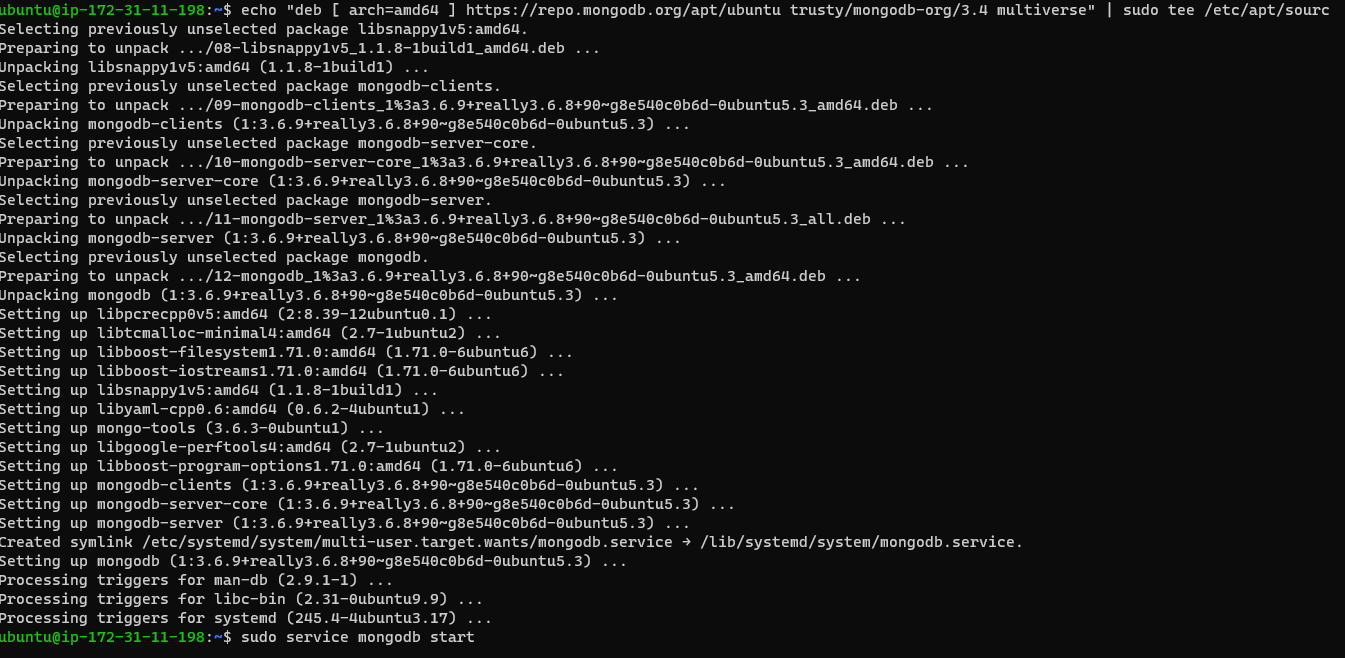 ubuntu@ip-172-31-11-198:~$ echo "deb [ arch=amd64 ] https://repo.mongodb.org/apt/ubuntu trusty/mongodb-org/3.4 multiverse" | sudo tee /etc/apt/sourc
Selecting previously unselected package libsnappy1v5:amd64.
Preparing to unpack .../08-libsnappy1v5_1.1.8-1build1_amd64.deb ...
Unpacking libsnappy1v5:amd64 (1.1.8-1build1) ...
Selecting previously unselected package mongodb-clients.
Preparing to unpack .../09-mongodb-clients_1%3a3.6.9+really3.6.8+90~g8e540c0b6d-0ubuntu5.3_amd64.deb ...
Unpacking mongodb-clients (1:3.6.9+really3.6.8+90~g8e540c0b6d-0ubuntu5.3) ...
Selecting previously unselected package mongodb-server-core.
Preparing to unpack .../10-mongodb-server-core_1%3a3.6.9+really3.6.8+90~g8e540c0b6d-0ubuntu5.3_amd64.deb ...
Unpacking mongodb-server-core (1:3.6.9+really3.6.8+90~g8e540c0b6d-0ubuntu5.3) ...
Selecting previously unselected package mongodb-server.
Preparing to unpack .../11-mongodb-server_1%3a3.6.9+really3.6.8+90~g8e540c0b6d-0ubuntu5.3_all.deb ...
Unpacking mongodb-server (1:3.6.9+really3.6.8+90~g8e540c0b6d-0ubuntu5.3) ...
Selecting previously unselected package mongodb.
Preparing to unpack .../12-mongodb_1%3a3.6.9+really3.6.8+90~g8e540c0b6d-0ubuntu5.3_amd64.deb ...
Unpacking mongodb (1:3.6.9+really3.6.8+90~g8e540c0b6d-0ubuntu5.3) ...
Setting up libpcrecpp0v5:amd64 (2:8.39-12ubuntu0.1) ...
Setting up libtcmalloc-minimal4:amd64 (2.7-1ubuntu2) ...
Setting up libboost-filesystem1.71.0:amd64 (1.71.0-6ubuntu6) ...
Setting up libboost-iostreams1.71.0:amd64 (1.71.0-6ubuntu6) ...
Setting up libsnappy1v5:amd64 (1.1.8-1build1) ...
Setting up libyaml-cpp0.6:amd64 (0.6.2-4ubuntu1) ...
Setting up mongo-tools (3.6.3-0ubuntu1) ...
Setting up libgoogle-perftools4:amd64 (2.7-1ubuntu2) ...
Setting up libboost-program-options1.71.0:amd64 (1.71.0-6ubuntu6) ...
Setting up mongodb-clients (1:3.6.9+really3.6.8+90~g8e540c0b6d-0ubuntu5.3) ...
Setting up mongodb-server-core (1:3.6.9+really3.6.8+90~g8e540c0b6d-0ubuntu5.3) ...
Setting up mongodb-server (1:3.6.9+really3.6.8+90~g8e540c0b6d-0ubuntu5.3) ...
Created symlink /etc/systemd/system/multi-user.target.wants/mongodb.service → /lib/systemd/system/mongodb.service.
Setting up mongodb (1:3.6.9+really3.6.8+90~g8e540c0b6d-0ubuntu5.3) ...
Processing triggers for man-db (2.9.1-1) ...
Processing triggers for libc-bin (2.31-0ubuntu9.9) ...
Processing triggers for systemd (245.4-4ubuntu3.17) ...
ubuntu@ip-172-31-11-198:~$ sudo service mongodb start